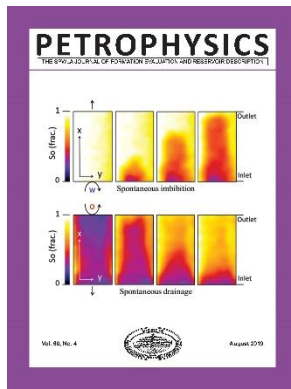 PETROPHYSICS
THE SPWLA JOURNAL OF FORMATION EVALUATION AND RESERVOIR DESCRIPTION
1
Outlet
So (frac.)
x
y
0
Inlet
w
Spontaneous imbibition
o
1
Outlet
So (frac.)
x
y
0
Inlet
Spontaneous drainage
Vol. 60, No. 4
August 2019